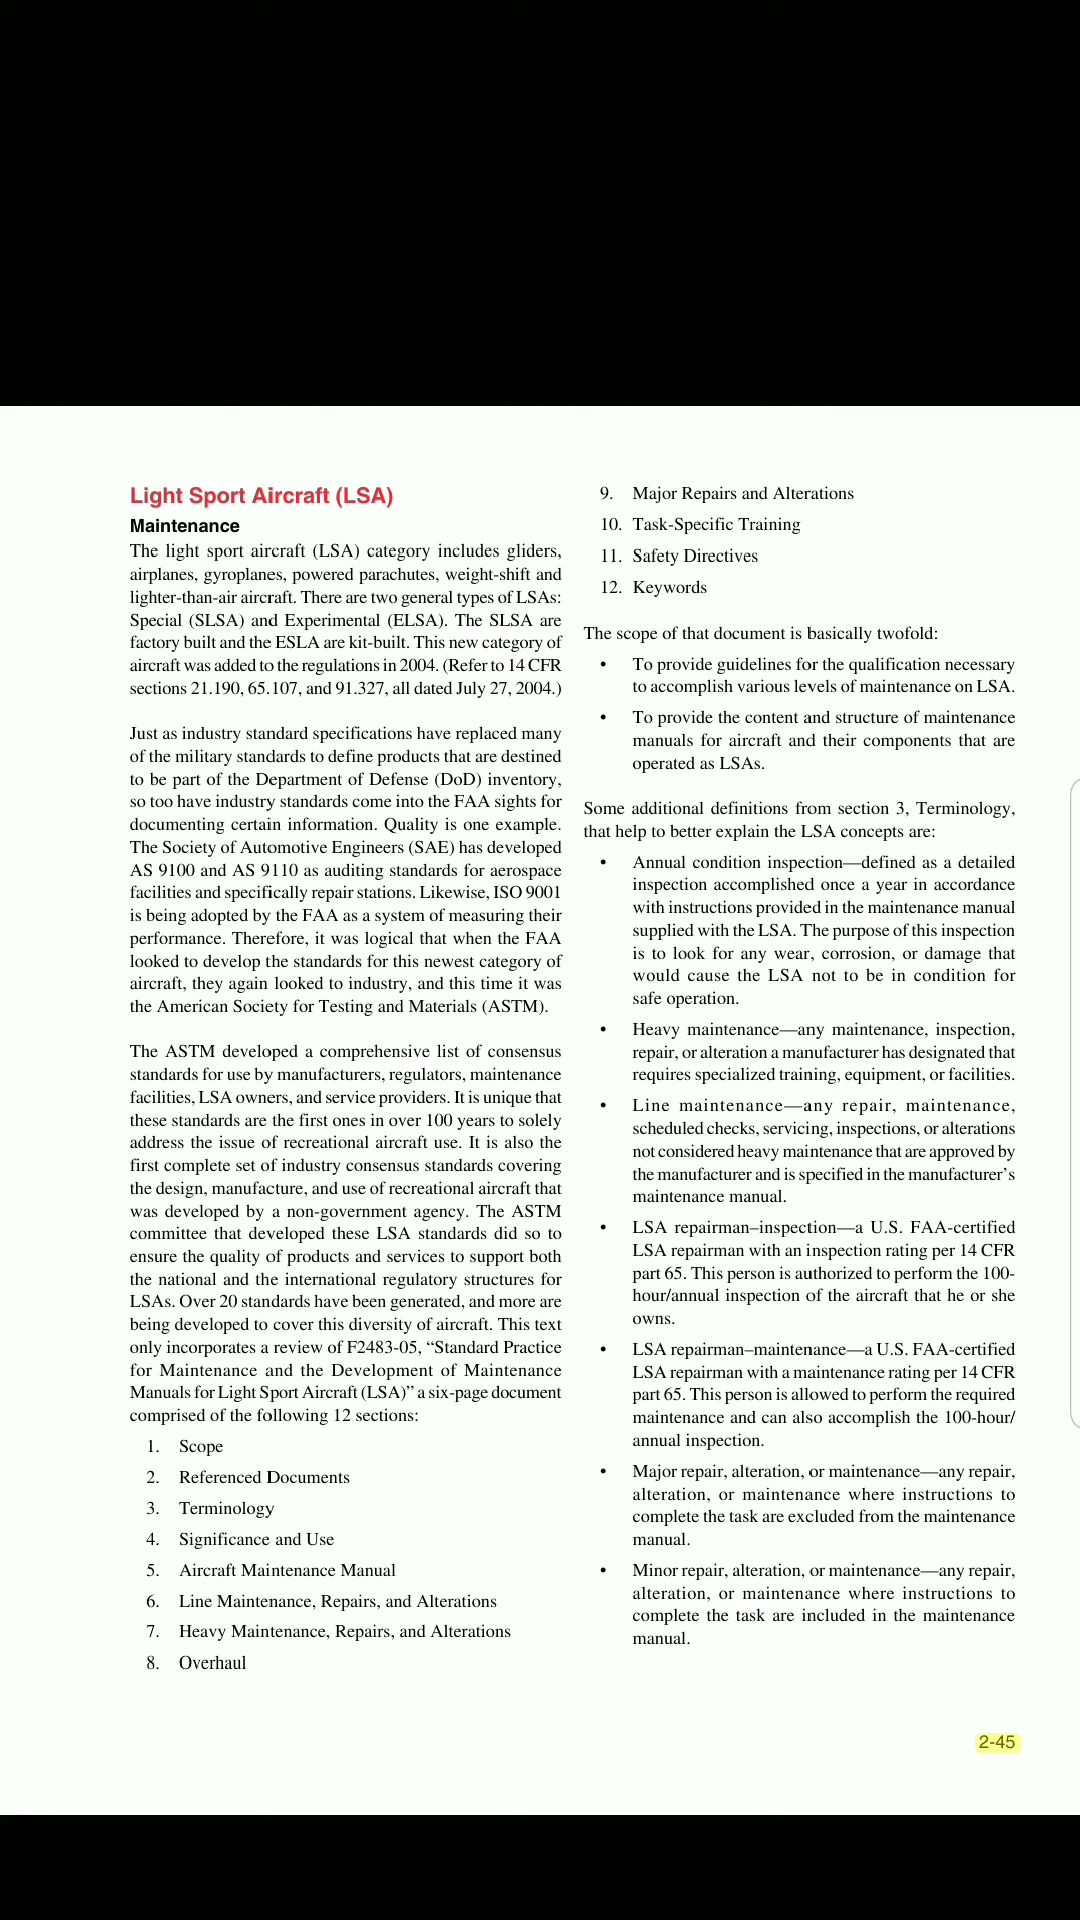 Light Sport Aircraft (LSA)
Maintenance
The light sport aircraft (LSA) category includes gliders,
airplanes, gyroplanes, powered parachutes, weight-shift and
lighter-than-air aircraft. There are two general types of LSAs:
Special (SLSA) and Experimental (ELSA). The SLSA are
factory built and the ESLA are kit-built. This new category of
aircraft was added to the regulations in 2004. (Refer to 14 CFR
sections 21.190, 65.107, and 91.327, all dated July 27, 2004.)
Just as industry standard specifications have replaced many
of the military standards to define products that are destined
to be part of the Department of Defense (DoD) inventory,
so too have industry standards come into the FAA sights for
documenting certain information. Quality is one example.
The Society of Automotive Engineers (SAE) has developed
AS 9100 and AS 9110 as auditing standards for aerospace
facilities and specifically repair stations. Likewise, ISO 9001
is being adopted by the FAA as a system of measuring their
performance. Therefore, it was logical that when the FAA
looked to develop the standards for this newest category of
aircraft, they again looked to industry, and this time it was
the American Society for Testing and Materials (ASTM).
The ASTM developed a comprehensive list of consensus
standards for use by manufacturers, regulators, maintenance
facilities, LSA owners, and service providers. It is unique that
these standards are the first ones in over 100 years to solely
address the issue of recreational aircraft use. It is also the
first complete set of industry consensus standards covering
the design, manufacture, and use of recreational aircraft that
was developed by a non-government agency. The ASTM
committee that developed these LSA standards did so to
ensure the quality of products and services to support both
the national and the international regulatory structures for
LSAs. Over 20 standards have been generated, and more are
being developed to cover this diversity of aircraft. This text
only incorporates a review of F2483-05, “Standard Practice
for Maintenance and the Development of Maintenance
Manuals for Light Sport Aircraft (LSA)” a six-page document
comprised of the following 12 sections:
1. Scope
2. Referenced Documents
3. Terminology
4. Significance and Use
5. Aircraft Maintenance Manual
6. Line Maintenance, Repairs, and Alterations
7. Heavy Maintenance, Repairs, and Alterations
8. Overhaul
9. Major Repairs and Alterations
10. Task-Specific Training
11. Safety Directives
12. Keywords
The scope of that document is basically twofold:
• To provide guidelines for the qualification necessary
to accomplish various levels of maintenance on LSA.
• To provide the content and structure of maintenance
manuals for aircraft and their components that are
operated as LSAs.
Some additional definitions from section 3, Terminology,
that help to better explain the LSA concepts are:
• Annual condition inspection—defined as a detailed
inspection accomplished once a year in accordance
with instructions provided in the maintenance manual
supplied with the LSA. The purpose of this inspection
is to look for any wear, corrosion, or damage that
would cause the LSA not to be in condition for
safe operation.
• Heavy maintenance—any maintenance, inspection,
repair, or alteration a manufacturer has designated that
requires specialized training, equipment, or facilities.
• Line maintenance—any repair, maintenance,
scheduled checks, servicing, inspections, or alterations
not considered heavy maintenance that are approved by
the manufacturer and is specified in the manufacturer’s
maintenance manual.
• LSA repairman–inspection—a U.S. FAA-certified
LSA repairman with an inspection rating per 14 CFR
part 65. This person is authorized to perform the 100-
hour/annual inspection of the aircraft that he or she
owns.
• LSA repairman–maintenance—a U.S. FAA-certified
LSA repairman with a maintenance rating per 14 CFR
part 65. This person is allowed to perform the required
maintenance and can also accomplish the 100-hour/
annual inspection.
• Major repair, alteration, or maintenance—any repair,
alteration, or maintenance where instructions to
complete the task are excluded from the maintenance
manual.
• Minor repair, alteration, or maintenance—any repair,
alteration, or maintenance where instructions to
complete the task are included in the maintenance
manual.
2-45